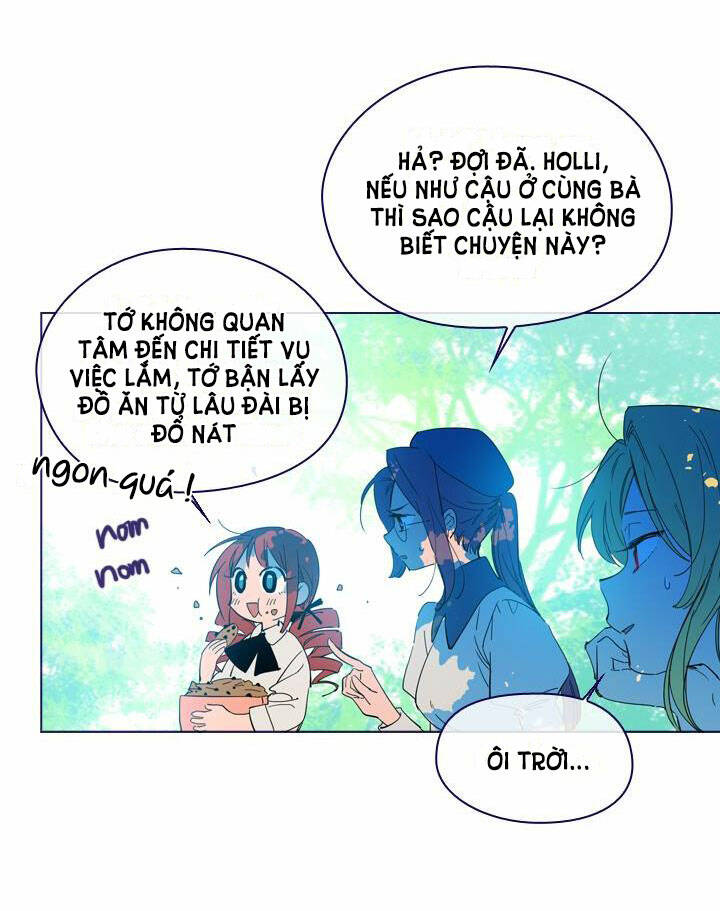 HẢ? ĐỢI ĐÃ. HOLLI,
NẾU NHƯ CẬU Ở CÙNG BÀ
THÌ SAO CẬU LẠI KHÔNG
BIẾT CHUYỆN NÀY?
TỚ KHÔNG QUAN
TÂM ĐẾN CHI TIẾT VỤ
VIỆC LẮM, TỚ BẬN LẤY
ĐỒ ĂN TỪ LÂU ĐÀI BỊ
ĐỔ NÁT
ngon quá!
nom
nom
ÔI TRỜI...